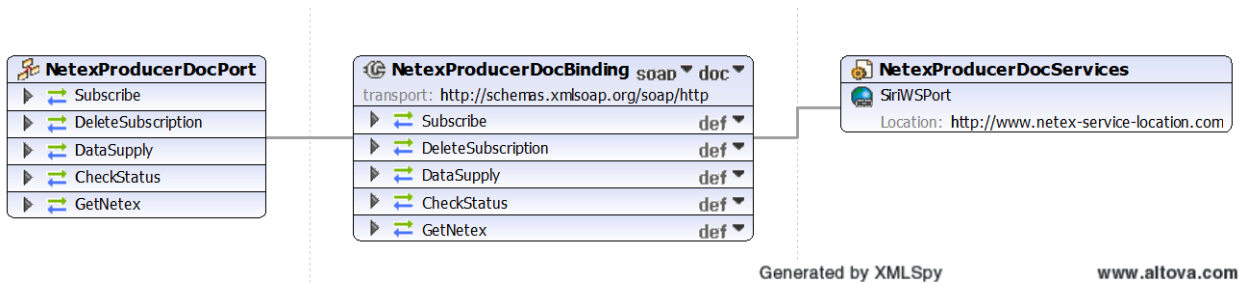 NetexProducerDocPort
Subscribe
DeleteSubscription
DataSupply
CheckStatus
GetNetex
NetexProducerDocBinding soap doc
transport: http://schemas.xmlsoap.org/soap/http
Subscribe def
DeleteSubscription def
DataSupply def
CheckStatus def
GetNetex def
NetexProducerDocServices
SiriWSPort
Location: http://www.netex-service-location.com
Generated by XMLSpy www.altova.com